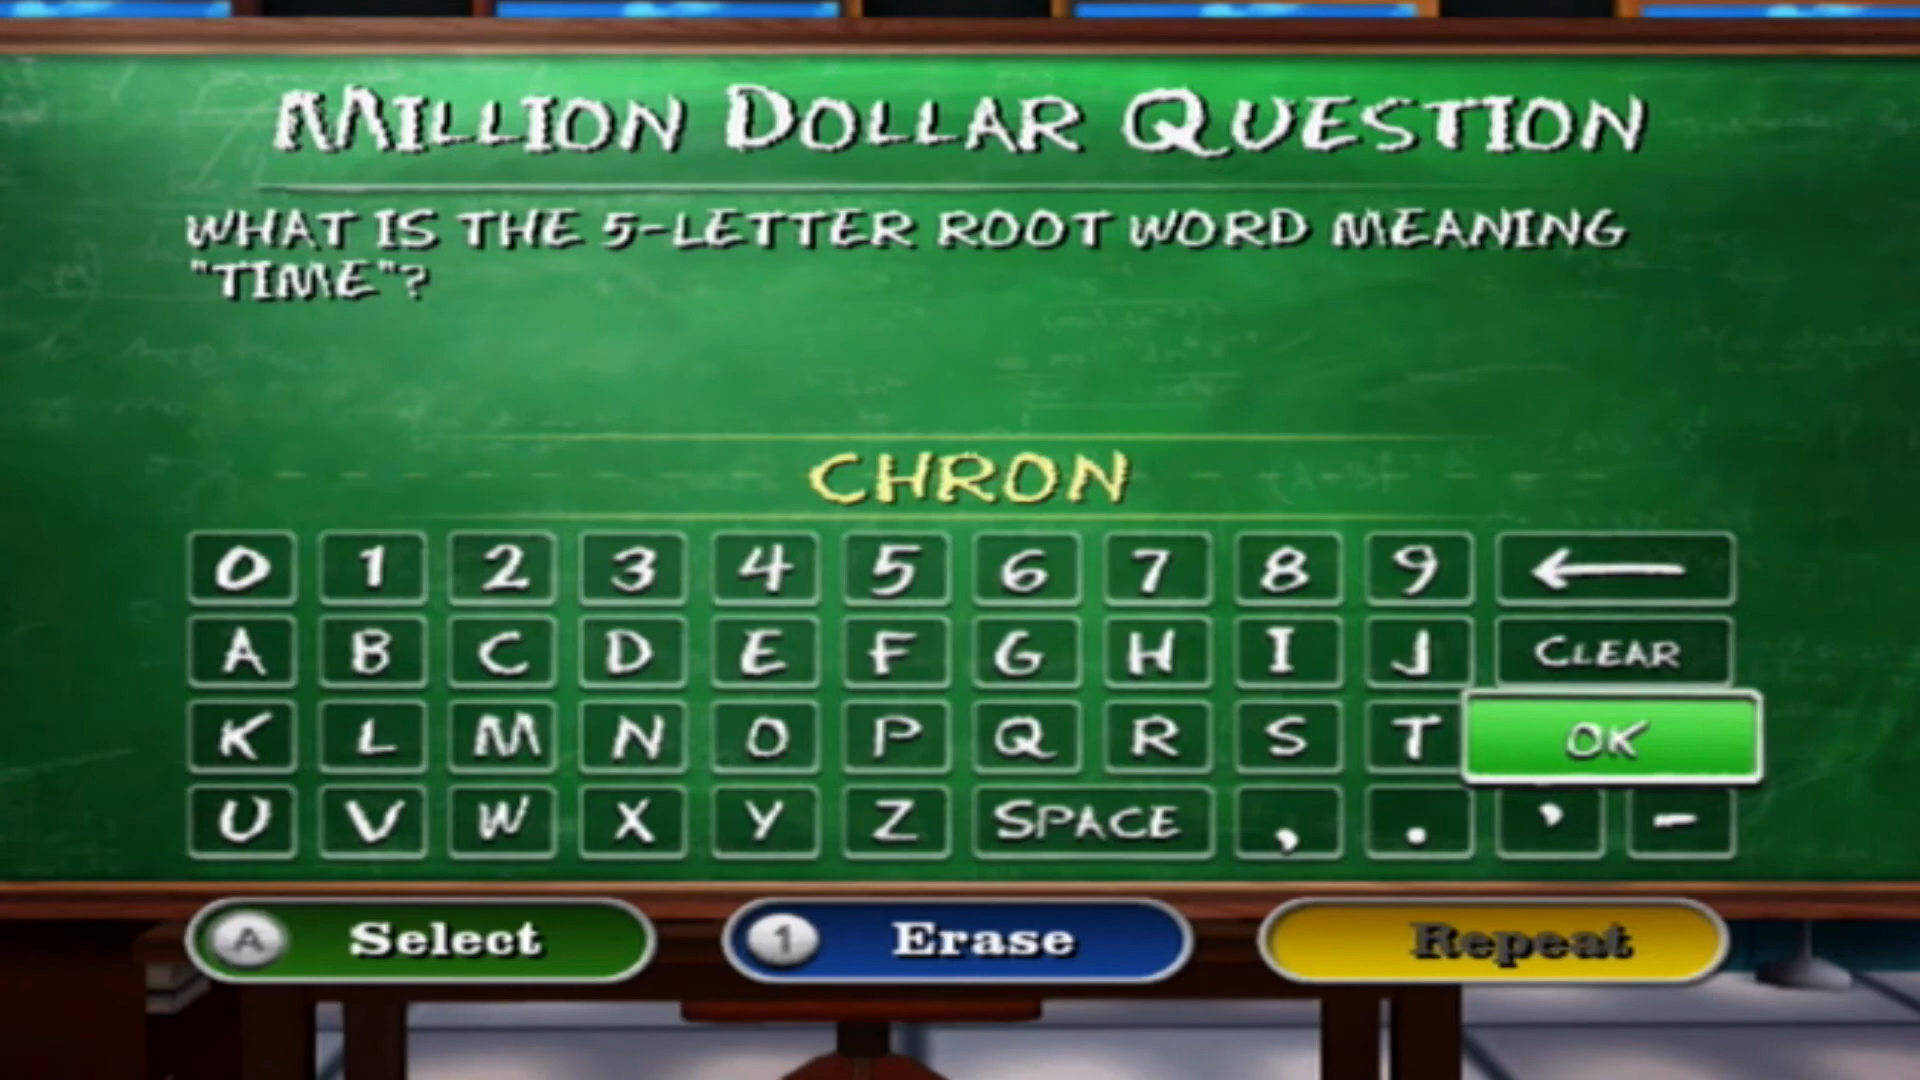 MILLION DOLLAR QUESTION
WHAT IS THE 5-LETTER ROOT WORD MEANING
"TIME"?
CHRON
0 1 2 3 4 5 6 7 8 9 ←
A B C D E F G H I J CLEAR
K L M N O P Q R S T OK
U V W X Y Z SPACE , . ' -
A Select 1 Erase Repeat